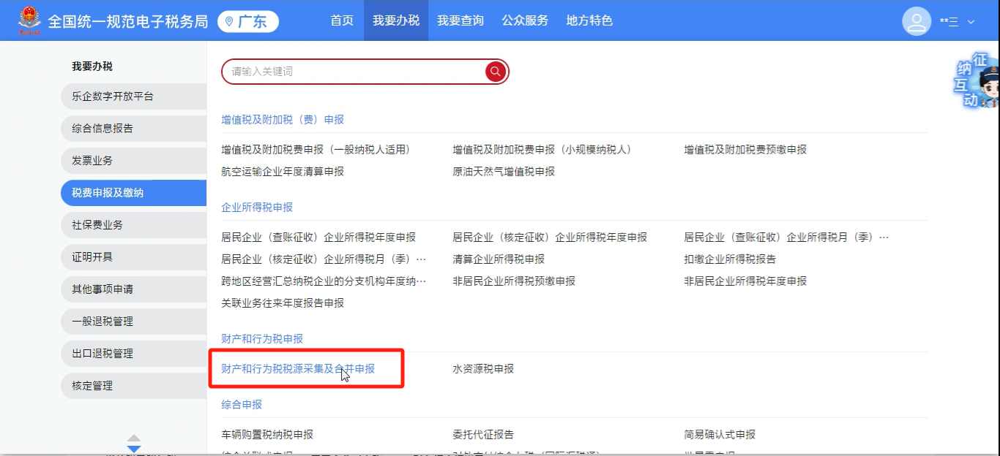 全国统一规范电子税务局 广东 首页 我要办税 我要查询 公众服务 地方特色 **三
征纳互动
我要办税
乐企数字开放平台
综合信息报告
发票业务
税费申报及缴纳
社保费业务
证明开具
其他事项申请
一般退税管理
出口退税管理
核定管理
请输入关键词
增值税及附加税（费）申报
增值税及附加税费申报（一般纳税人适用） 增值税及附加税费申报（小规模纳税人） 增值税及附加税费预缴申报
航空运输企业年度清算申报 原油天然气增值税申报
企业所得税申报
居民企业（查账征收）企业所得税年度申报 居民企业（核定征收）企业所得税年度申报 居民企业（查账征收）企业所得税月（季）…
居民企业（核定征收）企业所得税月（季）… 清算企业所得税申报 扣缴企业所得税报告
跨地区经营汇总纳税企业的分支机构年度纳… 非居民企业所得税预缴申报 非居民企业所得税年度申报
关联业务往来年度报告申报
财产和行为税申报
财产和行为税税源采集及合并申报 水资源税申报
综合申报
车辆购置税纳税申报 委托代征报告 简易确认式申报